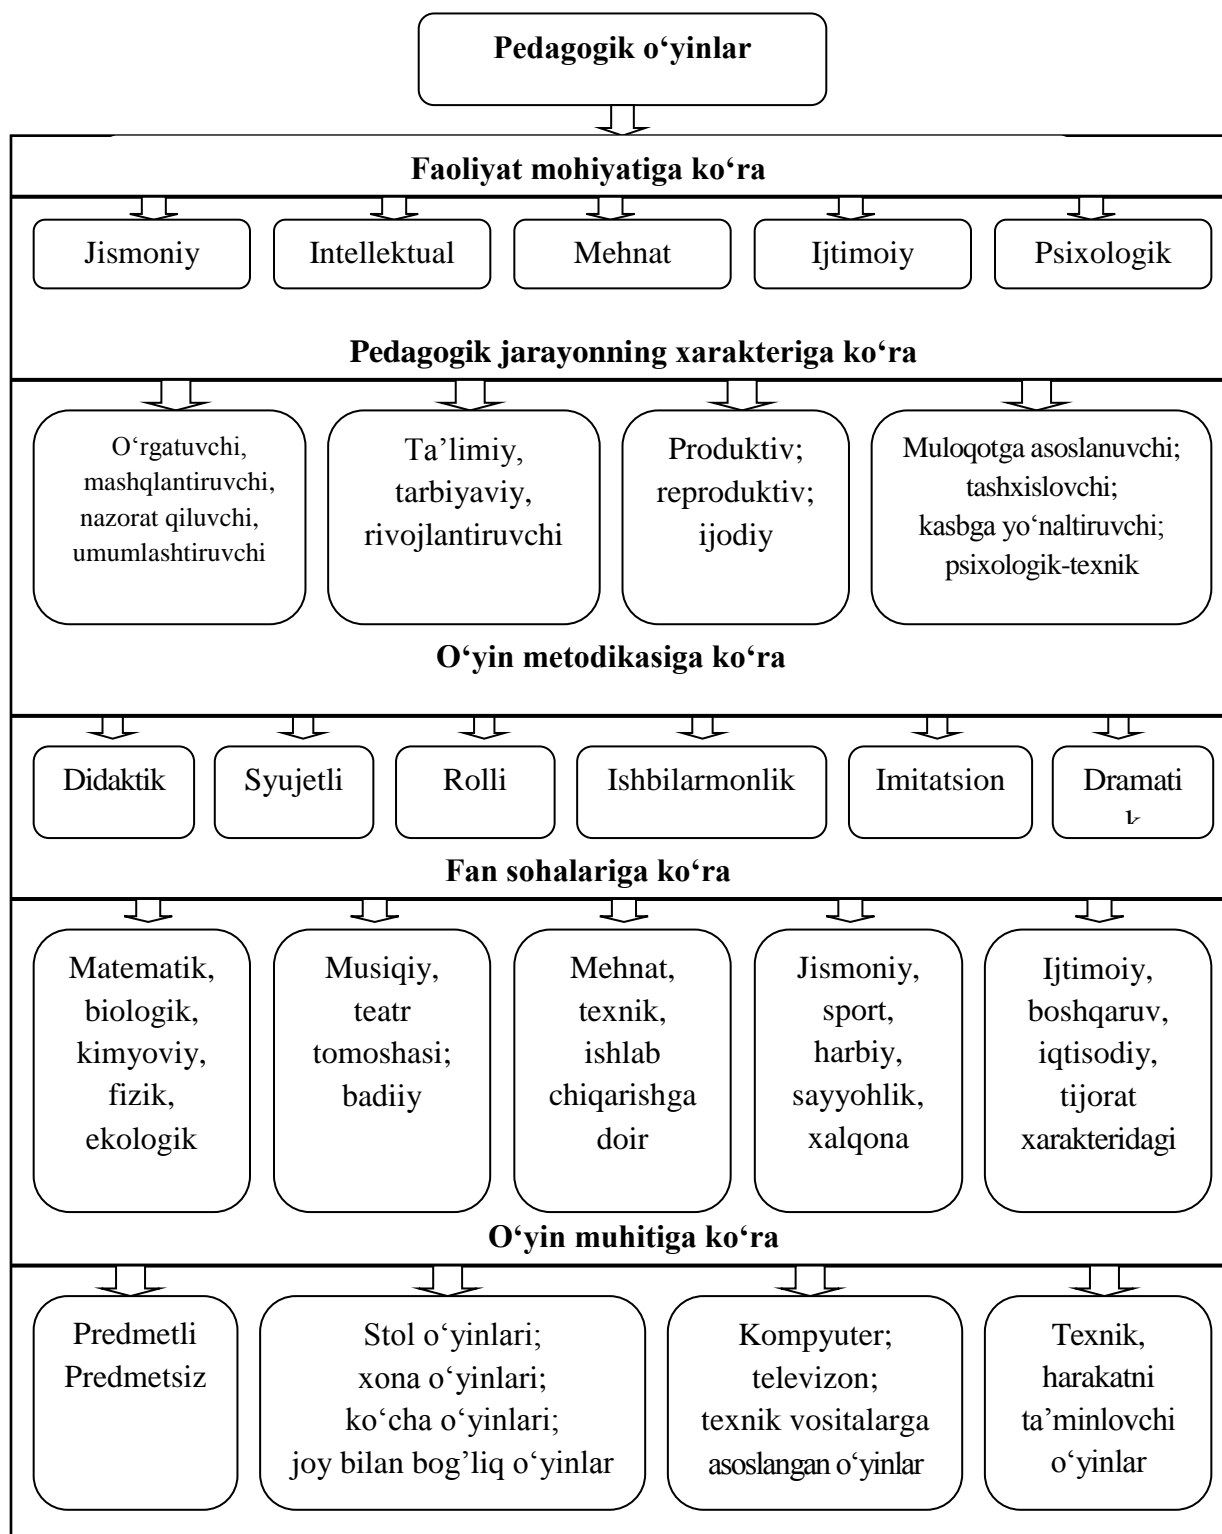 Pedagogik o‘yinlar
Faoliyat mohiyatiga ko‘ra
Jismoniy
Intellektual
Mehnat
Ijtimoiy
Psixologik
Pedagogik jarayonning xarakteriga ko‘ra
O‘rgatuvchi,
mashqlantiruvchi,
nazorat qiluvchi,
umumlashtiruvchi
Ta’limiy,
tarbiyaviy,
rivojlantiruvchi
Produktiv;
reproduktiv;
ijodiy
Muloqotga asoslanuvchi;
tashxislovchi;
kasbga yo‘naltiruvchi;
psixologik-texnik
O‘yin metodikasiga ko‘ra
Didaktik
Syujetli
Rolli
Ishbilarmonlik
Imitatsion
Dramati
k
Fan sohalariga ko‘ra
Matematik,
biologik,
kimyoviy,
fizik,
ekologik
Musiqiy,
teatr
tomoshasi;
badiiy
Mehnat,
texnik,
ishlab
chiqarishga
doir
Jismoniy,
sport,
harbiy,
sayyohlik,
xalqona
Ijtimoiy,
boshqaruv,
iqtisodiy,
tijorat
xarakteridagi
O‘yin muhitiga ko‘ra
Predmetli
Predmetsiz
Stol o‘yinlari;
xona o‘yinlari;
ko‘cha o‘yinlari;
joy bilan bog’liq o‘yinlar
Kompyuter;
televizon;
texnik vositalarga
asoslangan o‘yinlar
Texnik,
harakatni
ta’minlovchi
o‘yinlar